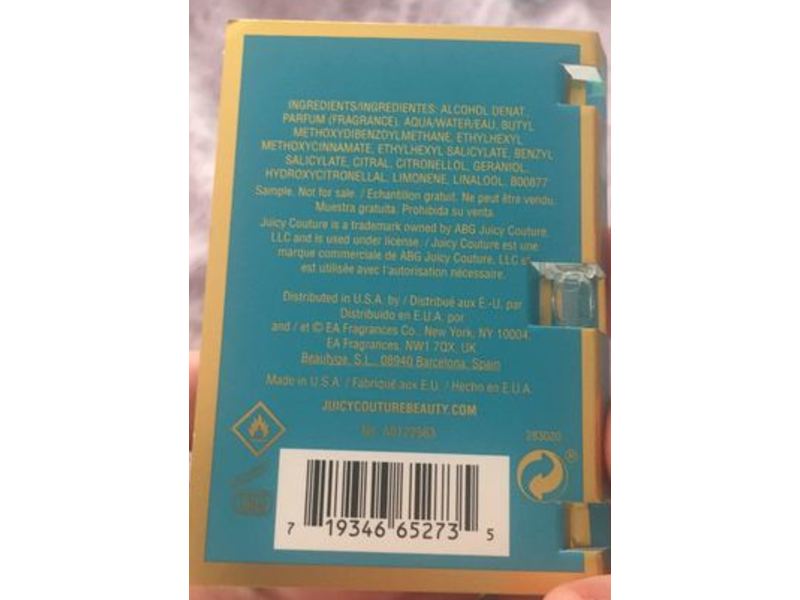 INGREDIENTS/INGREDIENTES: ALCOHOL DENAT.,
PARFUM (FRAGRANCE), AQUA/WATER/EAU, BUTYL
METHOXYDIBENZOYLMETHANE, ETHYLHEXYL
METHOXYCINNAMATE, ETHYLHEXYL SALICYLATE, BENZYL
SALICYLATE, CITRAL, CITRONELLOL, GERANIOL,
HYDROXYCITRONELLAL, LIMONENE, LINALOOL. B00877
Sample. Not for sale. / Echantillon gratuit. Ne peut être vendu.
Muestra gratuita. Prohibida su venta.
Juicy Couture is a trademark owned by ABG Juicy Couture,
LLC and is used under license. / Juicy Couture est une
marque commerciale de ABG Juicy Couture, LLC et
est utilisée avec l'autorisation nécessaire.
Distributed in U.S.A. by / Distribué aux E.-U. par
Distribuido en E.U.A. por
and / et © EA Fragrances Co., New York, NY 10004.
EA Fragrances, NW1 7QX, UK
Beautyge, S.L., 08940 Barcelona, Spain
Made in U.S.A. / Fabriqué aux E.U. / Hecho en E.U.A.
JUICYCOUTUREBEAUTY.COM
283020
®
7 19346 65273 5